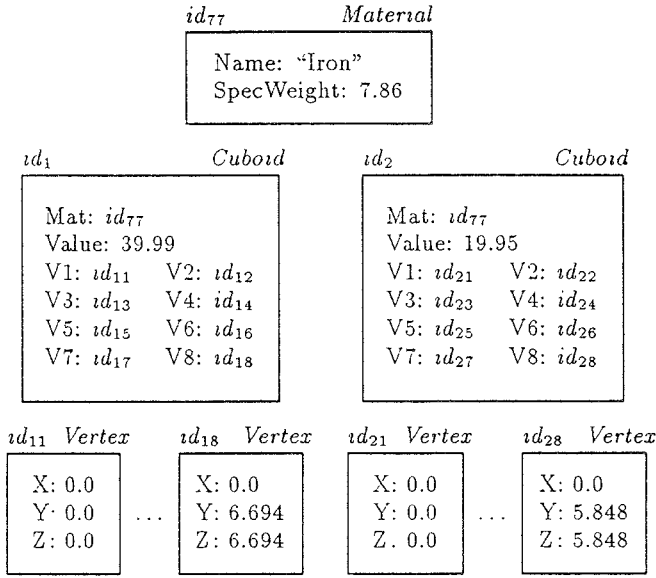 id₇₇ Material
Name: “Iron”
SpecWeight: 7.86
id₁ Cuboid
Mat: id₇₇
Value: 39.99
V1: id₁₁ V2: id₁₂
V3: id₁₃ V4: id₁₄
V5: id₁₅ V6: id₁₆
V7: id₁₇ V8: id₁₈
id₂ Cuboid
Mat: id₇₇
Value: 19.95
V1: id₂₁ V2: id₂₂
V3: id₂₃ V4: id₂₄
V5: id₂₅ V6: id₂₆
V7: id₂₇ V8: id₂₈
id₁₁ Vertex
X: 0.0
Y: 0.0
Z: 0.0
...
id₁₈ Vertex
X: 0.0
Y: 6.694
Z: 6.694
id₂₁ Vertex
X: 0.0
Y: 0.0
Z. 0.0
...
id₂₈ Vertex
X: 0.0
Y: 5.848
Z: 5.848